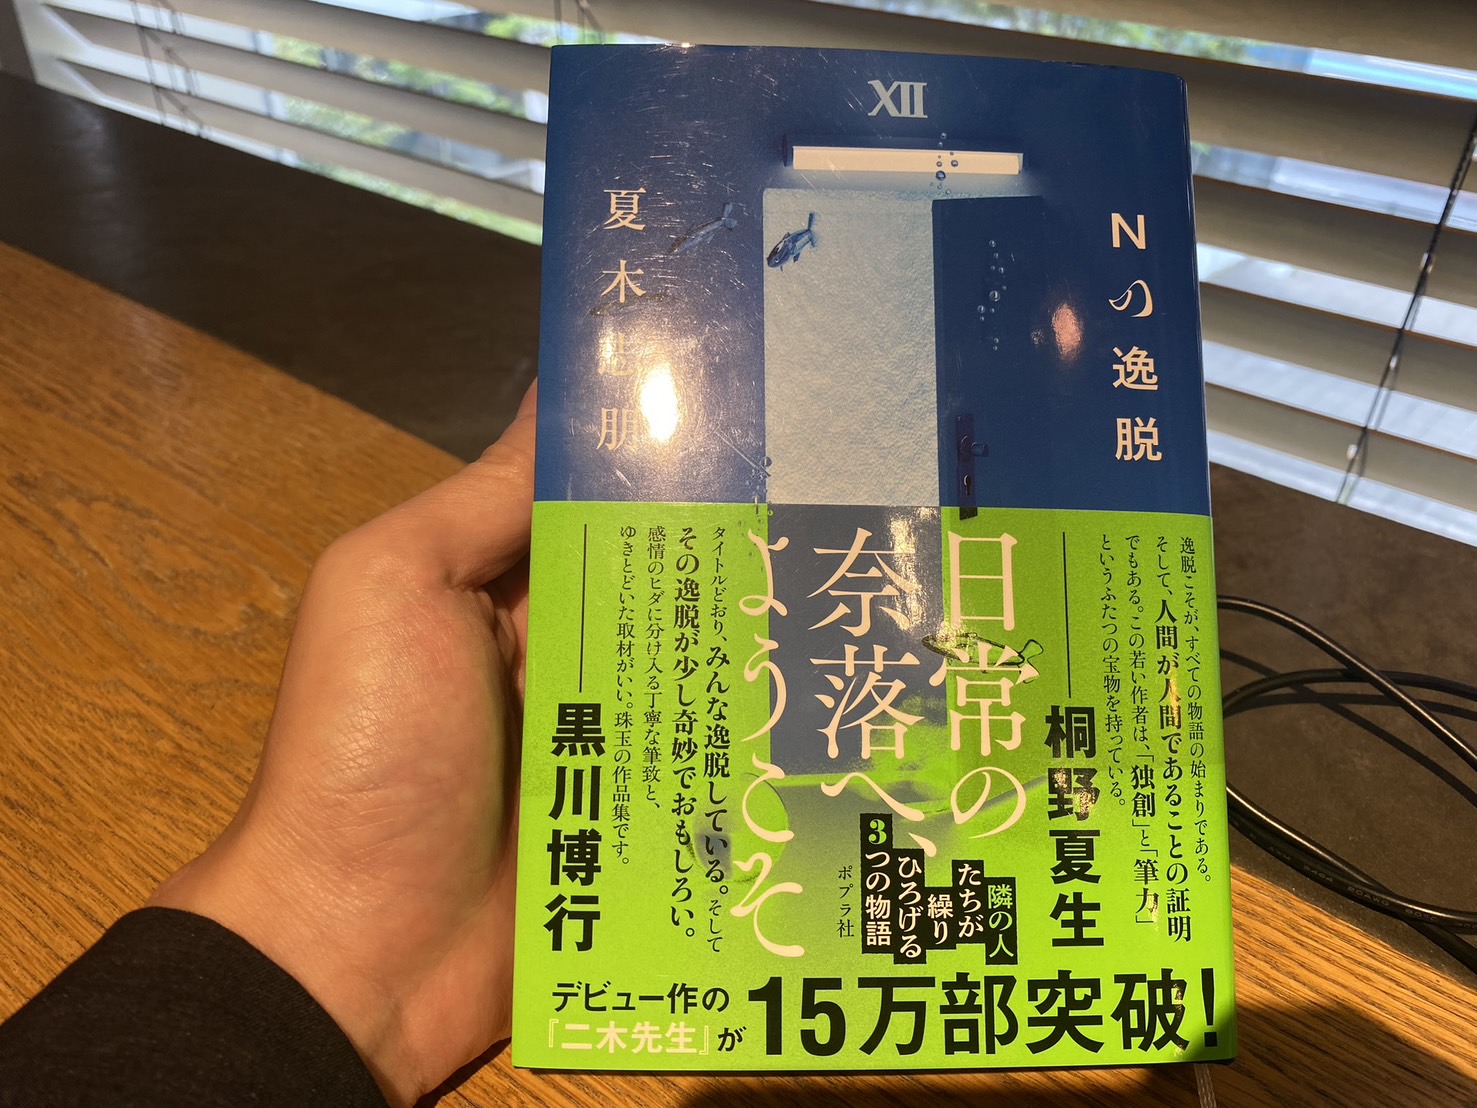 XII
Nの逸脱
夏木志朋
逸脱こそが、すべての物語の始まりである。
そして、人間が人間であることの証明
でもある。この若い作者は、「独創」と「筆力」
というふたつの宝物を持っている。
桐野夏生
日常の
奈落へ、
ようこそ
隣の人
たちが
繰り
ひろげる
3つの物語
ポプラ社
タイトルどおり、みんな逸脱している。そして
その逸脱が少し奇妙でおもしろい。
感情のヒダに分け入る丁寧な筆致と、
ゆきとどいた取材がいい。珠玉の作品集です。
黒川博行
デビュー作の
『二木先生』が
15万部突破!